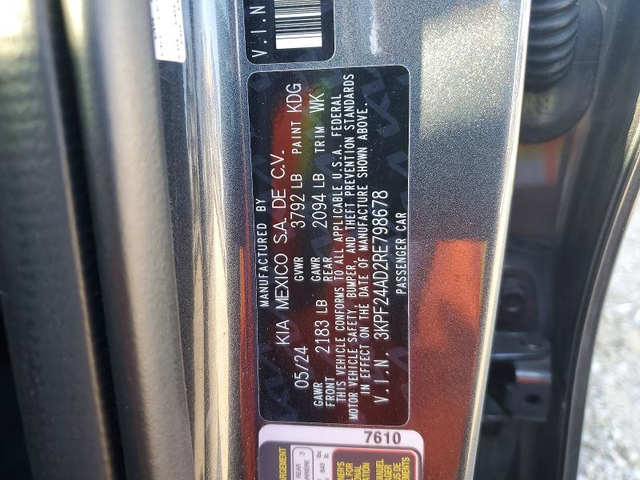 V.I.N
MANUFACTURED BY
KIA MEXICO S.A. DE C.V.
05/24 GVWR 3792 LB PAINT KDG
GAWR FRONT 2183 LB GAWR REAR 2094 LB TRIM WK
THIS VEHICLE CONFORMS TO ALL APPLICABLE U.S.A. FEDERAL
MOTOR VEHICLE SAFETY, BUMPER, AND THEFT PREVENTION STANDARDS
IN EFFECT ON THE DATE OF MANUFACTURE SHOWN ABOVE.
V.I.N. 3KPF24AD2RE798678
PASSENGER CAR
7610